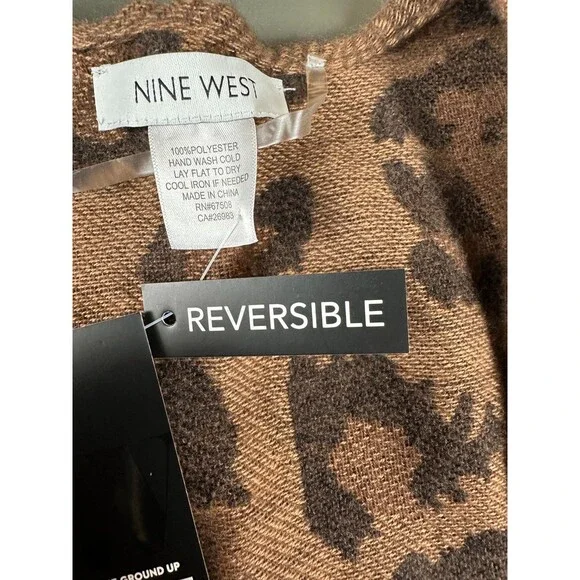 NINE WEST
100%POLYESTER
HAND WASH COLD
LAY FLAT TO DRY
COOL IRON IF NEEDED
MADE IN CHINA
RN#67508
CA#26983
REVERSIBLE
GROUND UP